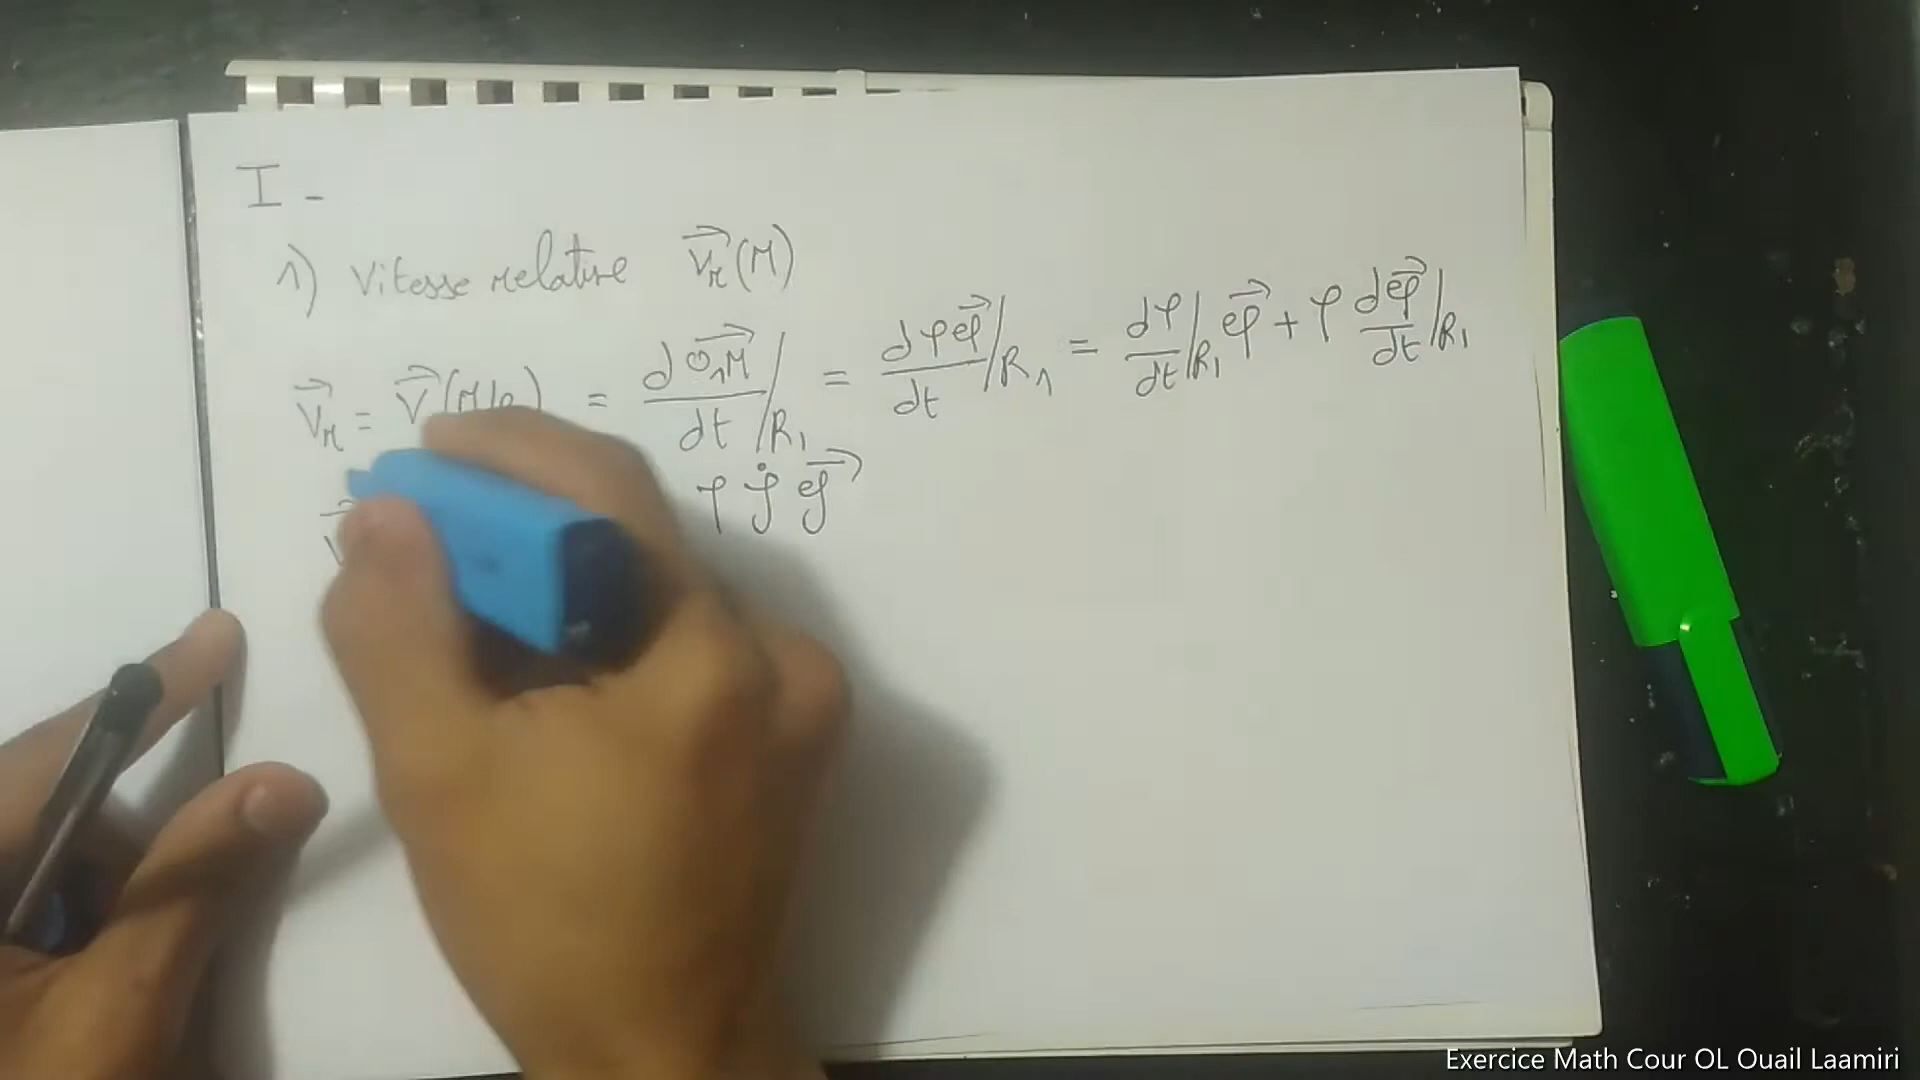 I -
1) Vitesse relative V⃗r(M)
V⃗r = V⃗(M/R) = dO₁M⃗/dt /R₁ = dρe⃗ρ/dt /R₁ = dρ/dt /R₁ e⃗ρ + ρ de⃗ρ/dt /R₁
V ρ φ̇ e⃗φ
Exercice Math Cour OL Ouail Laamiri